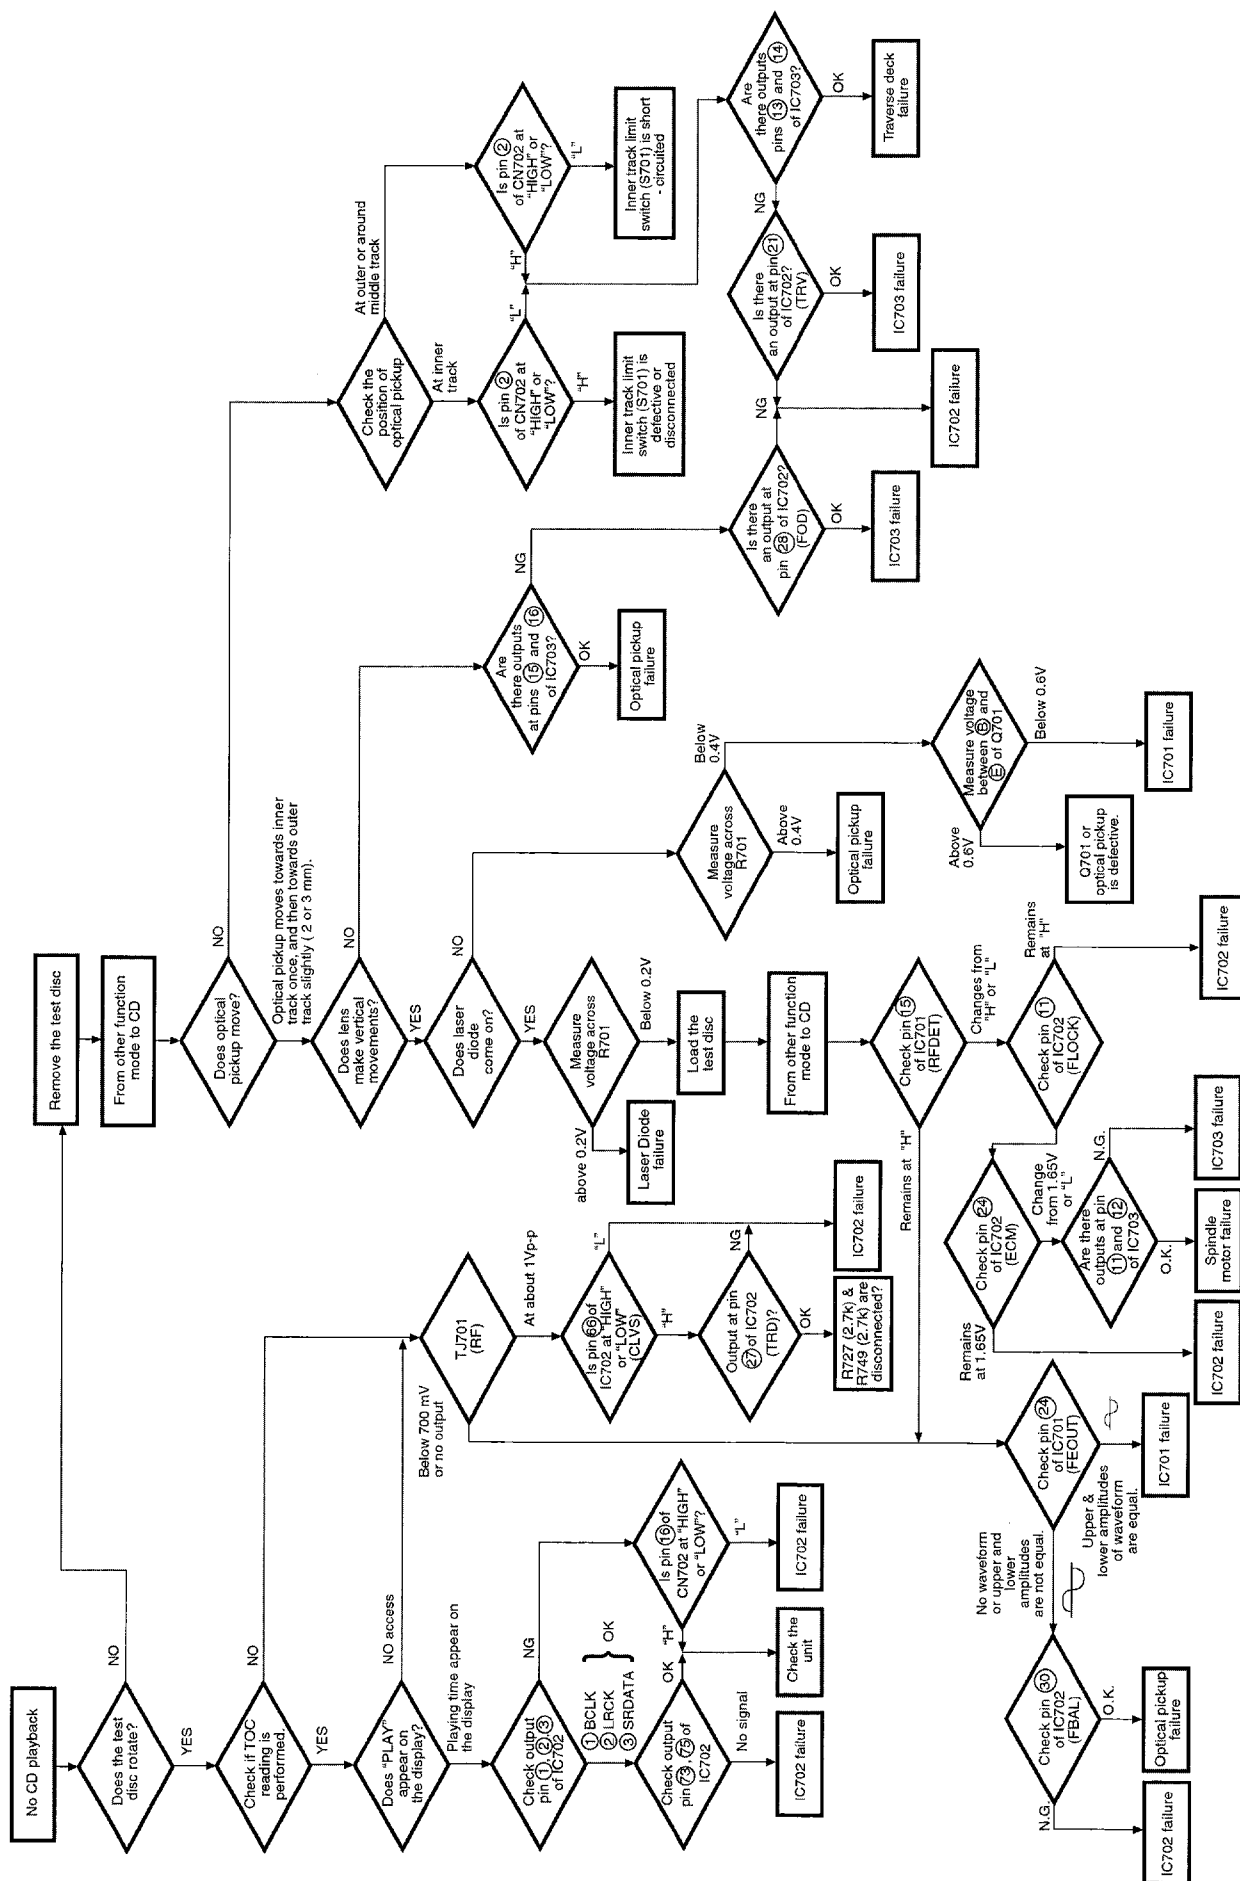 No CD playback
Does the test
disc rotate?
NO
YES
Check if TOC
reading is
performed.
NO
YES
Does "PLAY"
appear on
the display?
NO access
Playing time appear on
the display
Check output
pin ①, ②, ③
of IC702
NG
① BCLK
② LRCK
③ SRDATA
OK
Check output
pin 73, 75 of
IC702
OK
No signal
IC702 failure
Is pin 16 of
CN702 at "HIGH"
or "LOW"?
"H"
"L"
Check the
unit
IC702 failure
TJ701
(RF)
Below 700 mV
or no output
At about 1Vp-p
Is pin 66 of
IC702 at "HIGH"
or "LOW"
(CLVS)
"L"
"H"
Output at pin
27 of IC702
(TRD)?
NG
OK
R727 (2.7k) &
R749 (2.7k) are
disconnected?
IC702 failure
Remove the test disc
From other function
mode to CD
Does optical
pickup move?
NO
Optical pickup moves towards inner
track once, and then towards outer
track slightly ( 2 or 3 mm).
Does lens
make vertical
movements?
NO
YES
Does laser
diode
come on?
NO
YES
Measure
voltage across
R701
above 0.2V
Below 0.2V
Laser Diode
failure
Load the
test disc
From other function
mode to CD
Check pin 15
of IC701
(RFDET)
Remains at "H"
Changes from
"H" or "L"
Check pin 11
of IC702
(FLOCK)
Remains
at "H"
IC702 failure
Check pin 24
of IC702
(ECM)
Remains
at 1.65V
Change
from 1.65V
or "L"
Are there
outputs at pin
11 and 12
of IC703
N.G.
O.K.
IC703 failure
Spindle
motor failure
IC702 failure
Check pin 24
of IC701
(FEOUT)
No waveform
or upper and
lower
amplitudes
are not equal.
Upper &
lower amplitudes
of waveform
are equal.
IC701 failure
Check pin 30
of IC702
(FBAL)
N.G.
O.K.
Optical pickup
failure
IC702 failure
Measure
voltage across
R701
Below
0.4V
Above
0.4V
Optical pickup
failure
Measure voltage
between B and
E of Q701
Above
0.6V
Below 0.6V
Q701 or
optical pickup
is defective.
IC701 failure
Are
there outputs
at pins 15 and 16
of IC703?
NG
OK
Optical pickup
failure
Is there
an output at
pin 28 of IC702?
(FOD)
NG
OK
IC703 failure
Check the
position of
optical pickup
At outer or around
middle track
At inner
track
Is pin ②
of CN702 at
"HIGH" or
"LOW"?
"L"
"H"
Inner track limit
switch (S701) is
defective or
disconnected
Is pin ②
of CN702 at
"HIGH" or
"LOW"?
"H"
"L"
Inner track limit
switch (S701) is short
- circuited
Are
there outputs
pins 13 and 14
of IC703?
NG
OK
Traverse deck
failure
Is there
an output at pin 21
of IC702?
(TRV)
NG
OK
IC703 failure
IC702 failure